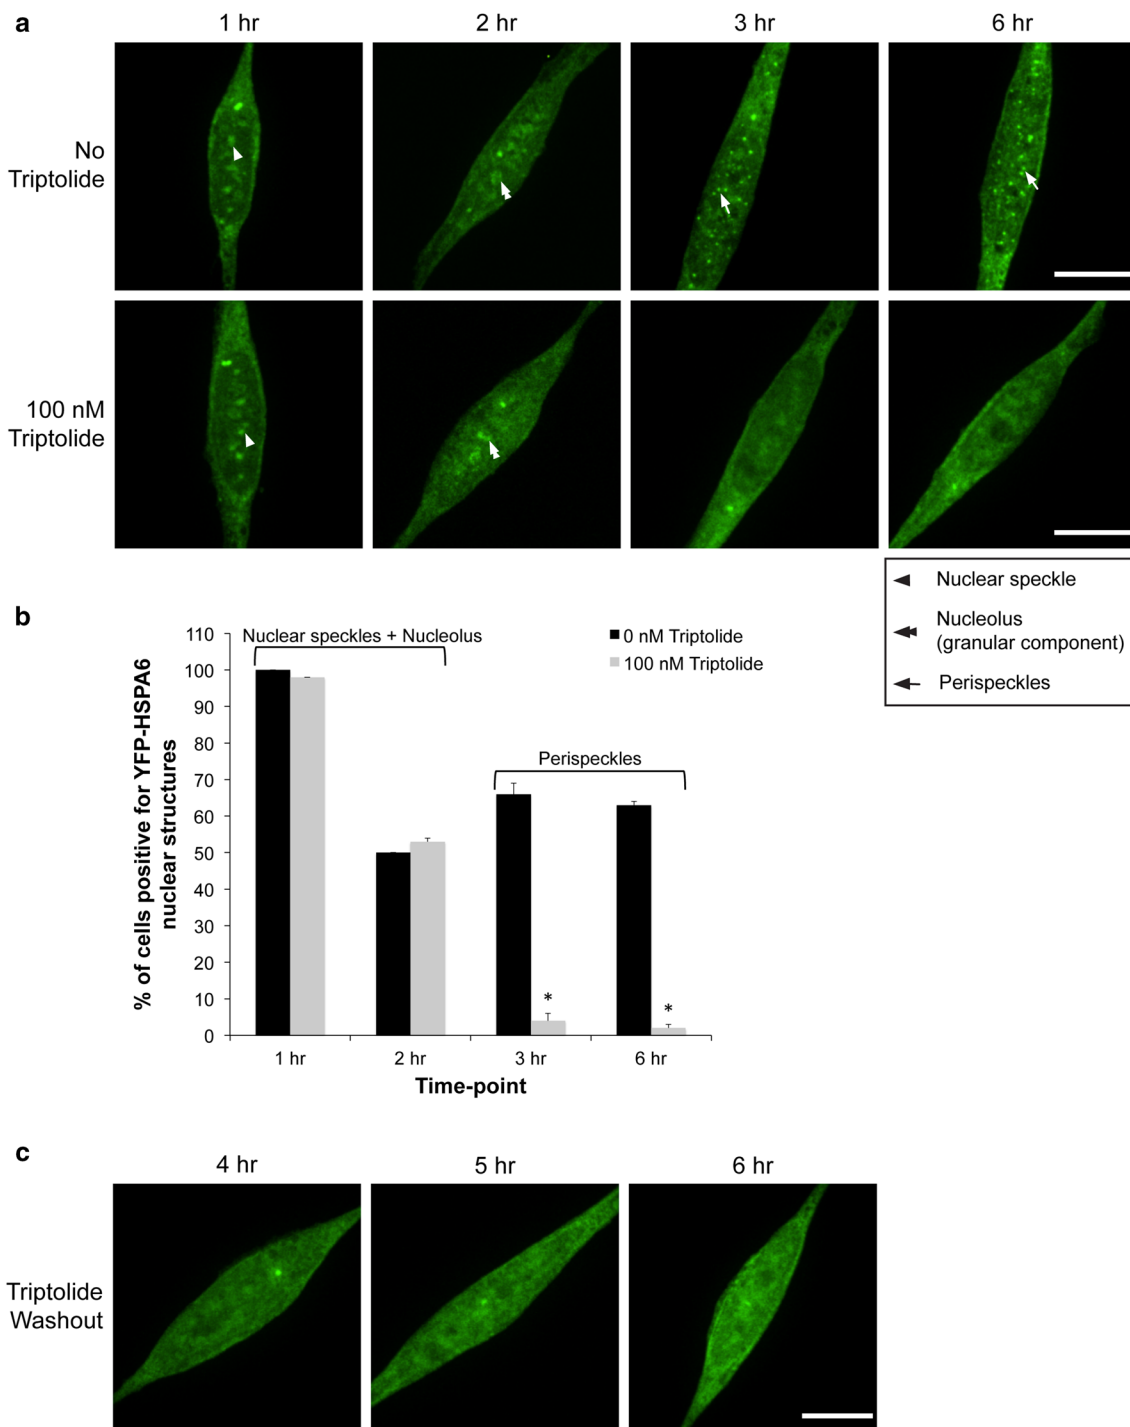 a
1 hr 2 hr 3 hr 6 hr
No
Triptolide
100 nM
Triptolide
Nuclear speckle
Nucleolus
(granular component)
Perispeckles
b
% of cells positive for YFP-HSPA6
nuclear structures
110
100
90
80
70
60
50
40
30
20
10
0
Nuclear speckles + Nucleolus
0 nM Triptolide
100 nM Triptolide
Perispeckles
* *
1 hr 2 hr 3 hr 6 hr
Time-point
c
4 hr 5 hr 6 hr
Triptolide
Washout